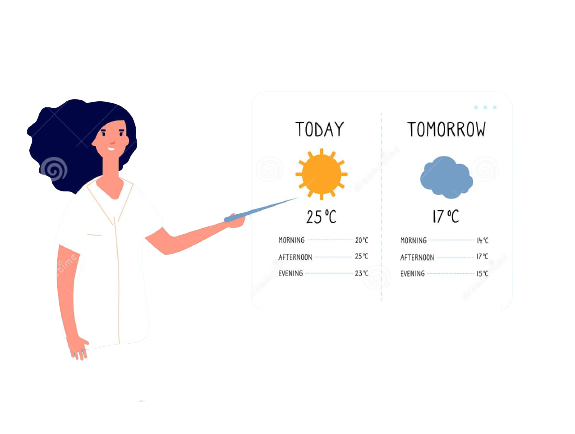 TODAY
25°C
MORNING 20°C
AFTERNOON 25°C
EVENING 23°C
TOMORROW
17°C
MORNING 14°C
AFTERNOON 17°C
EVENING 15°C